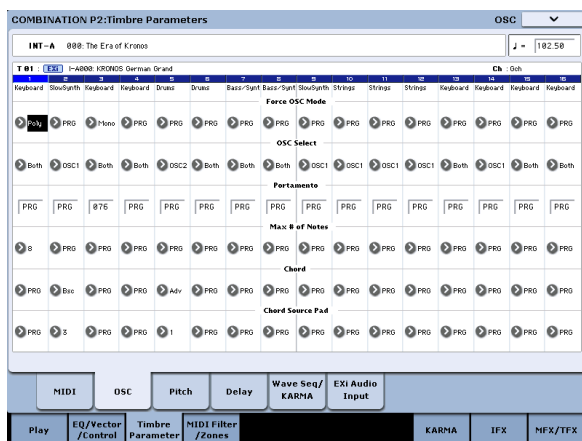 COMBINATION P2:Timbre Parameters OSC
INT-A 000: The Era of Kronos ♩ = 102.50
T 01 : EXi I-A000: KRONOS German Grand Ch : Gch
1 2 3 4 5 6 7 8 9 10 11 12 13 14 15 16
Keyboard SlowSynth Keyboard Keyboard Drums Drums Bass/Synt Bass/Synt SlowSynth Strings Strings Strings Keyboard Keyboard Keyboard Keyboard
Force OSC Mode
Poly PRG Mono PRG PRG PRG PRG PRG PRG PRG PRG PRG PRG PRG PRG PRG
OSC Select
Both OSC1 Both Both OSC2 Both Both Both OSC1 OSC1 OSC1 OSC1 Both OSC1 Both Both
Portamento
PRG PRG 076 PRG PRG PRG PRG PRG PRG PRG PRG PRG PRG PRG PRG PRG
Max # of Notes
8 PRG PRG PRG PRG PRG PRG PRG PRG PRG PRG PRG PRG PRG PRG PRG
Chord
PRG Bsc PRG PRG Adv PRG PRG PRG PRG PRG PRG PRG PRG PRG PRG PRG
Chord Source Pad
PRG 3 PRG PRG 1 PRG PRG PRG PRG PRG PRG PRG PRG PRG PRG PRG
MIDI OSC Pitch Delay Wave Seq/ KARMA EXi Audio Input
Play EQ/Vector /Control Timbre Parameter MIDI Filter /Zones KARMA IFX MFX/TFX